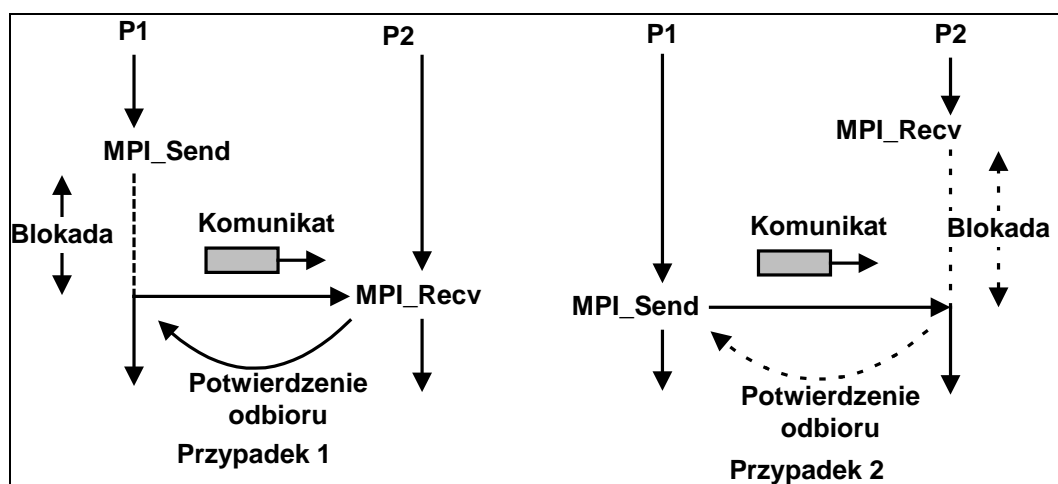 P1
P2
MPI_Send
Blokada
Komunikat
MPI_Recv
Potwierdzenie
odbioru
Przypadek 1
P1
P2
MPI_Recv
Komunikat
Blokada
MPI_Send
Potwierdzenie
odbioru
Przypadek 2